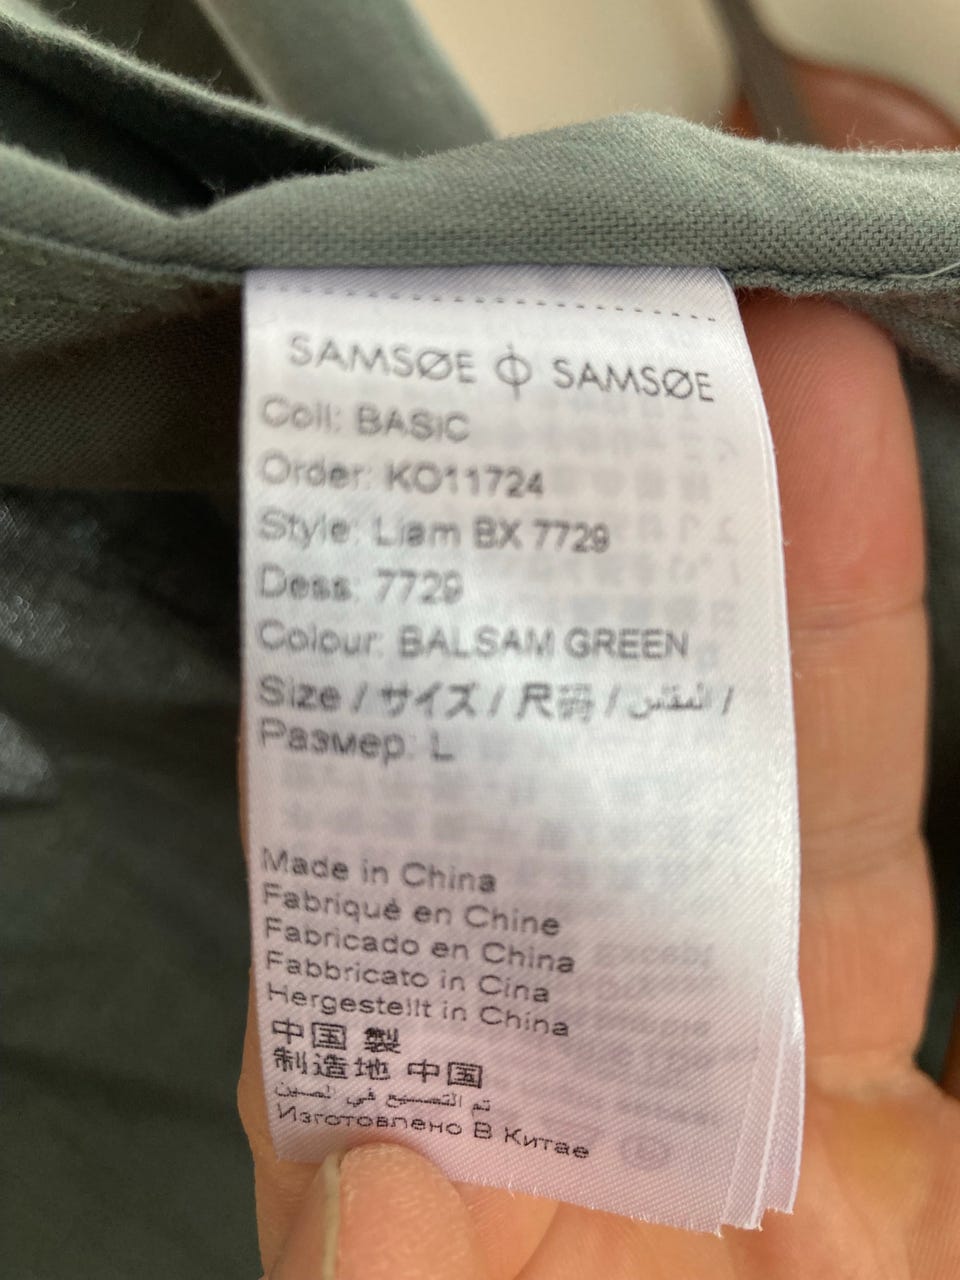 SAMSØE ⏀ SAMSØE
Coll: BASIC
Order: KO11724
Style: Liam BX 7729
Dess: 7729
Colour: BALSAM GREEN
Size / サイズ / 尺码 / المقاس /
Размер: L
Made in China
Fabriqué en Chine
Fabricado en China
Fabbricato in Cina
Hergestellt in China
中国 製
制造地 中国
تم التصنيع في الصين
Изготовлено В Китае